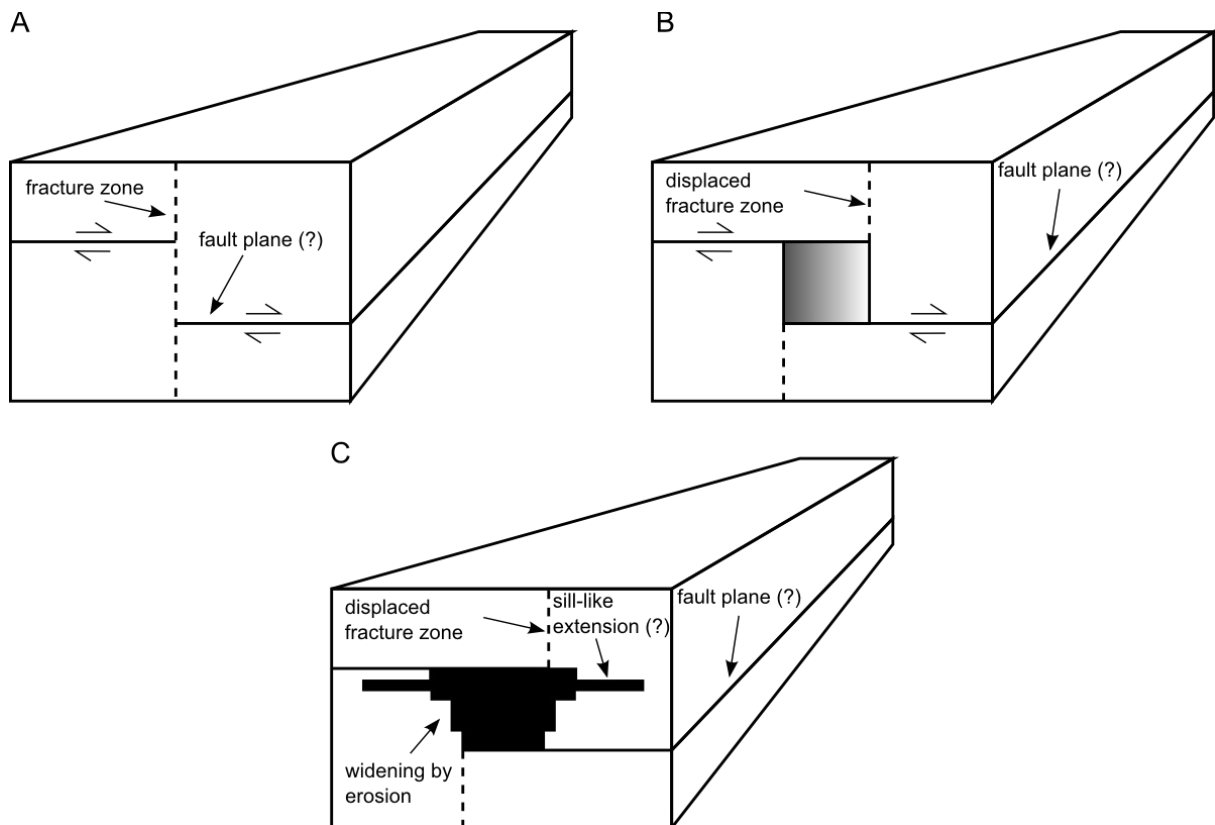 A
fracture zone
fault plane (?)
B
displaced
fracture zone
fault plane (?)
C
displaced
fracture zone
sill-like
extension (?)
fault plane (?)
widening by
erosion